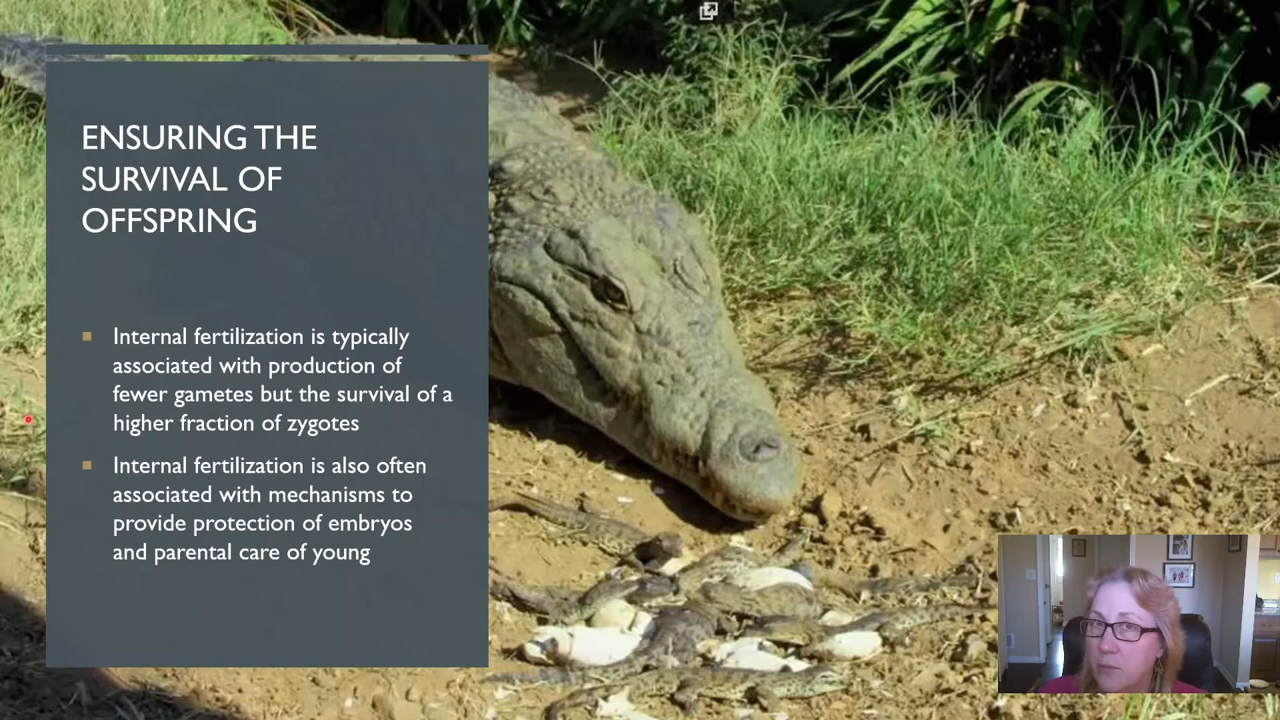 ENSURING THE
SURVIVAL OF
OFFSPRING
Internal fertilization is typically
associated with production of
fewer gametes but the survival of a
higher fraction of zygotes
Internal fertilization is also often
associated with mechanisms to
provide protection of embryos
and parental care of young